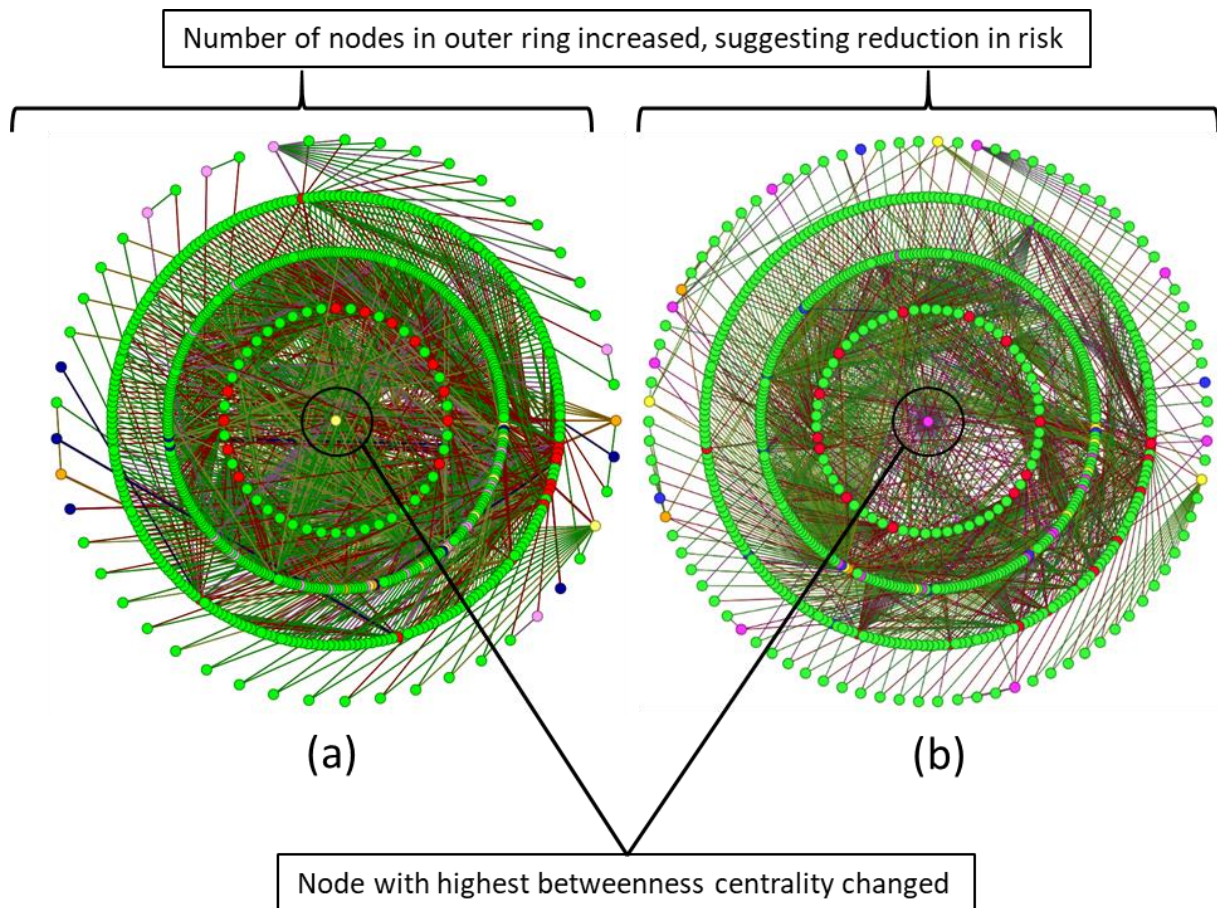 Number of nodes in outer ring increased, suggesting reduction in risk
(a)
(b)
Node with highest betweenness centrality changed